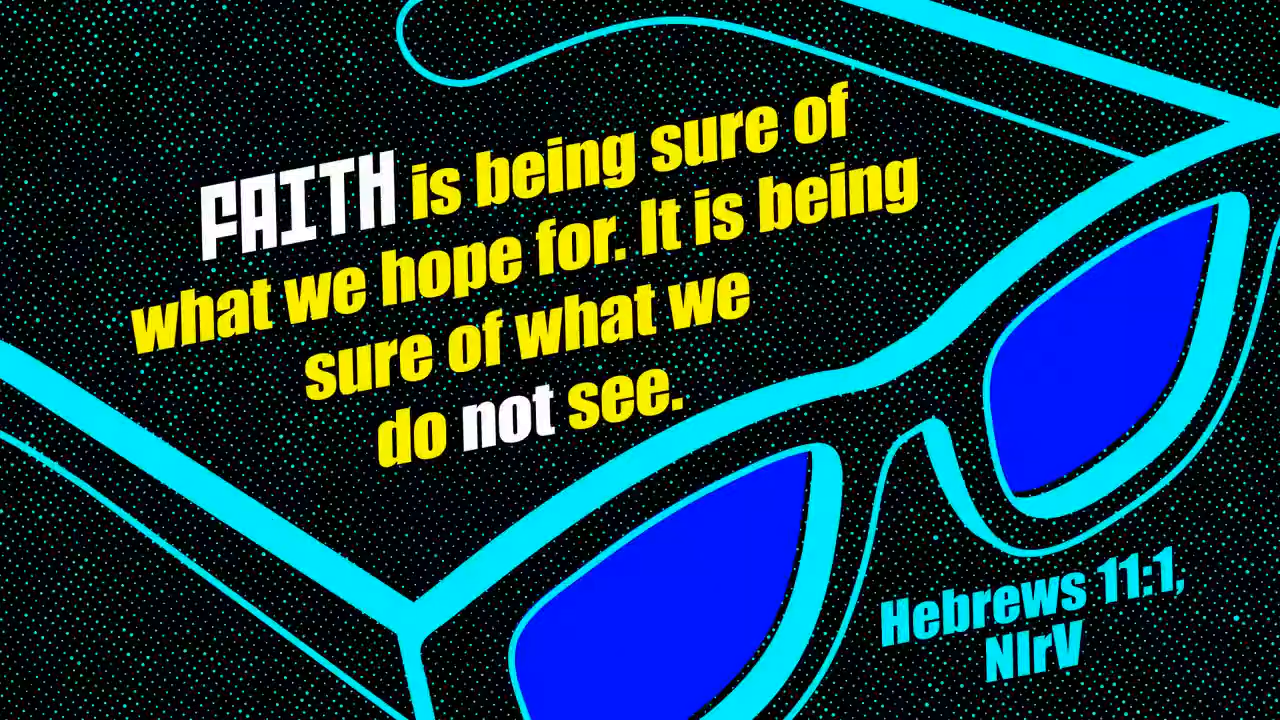 FAITH is being sure of
what we hope for. It is being
sure of what we
do not see.
Hebrews 11:1,
NIrV